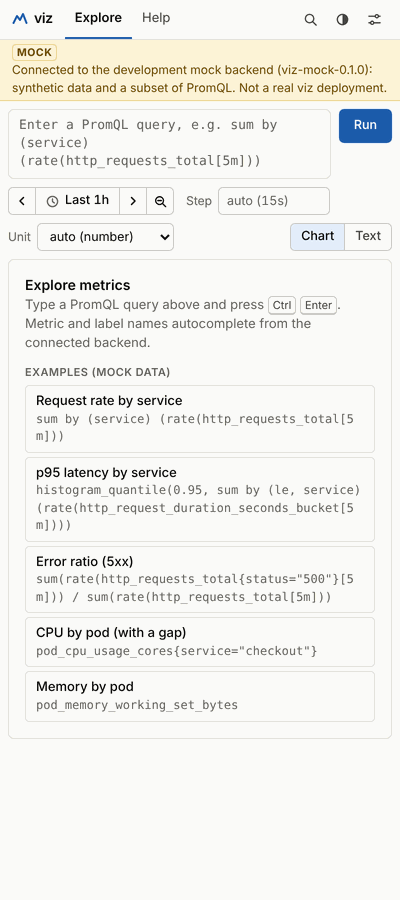 viz Explore Help
MOCK
Connected to the development mock backend (viz-mock-0.1.0):
synthetic data and a subset of PromQL. Not a real viz deployment.
Enter a PromQL query, e.g. sum by
(service)
(rate(http_requests_total[5m]))
Run
Last 1h
Step auto (15s)
Unit auto (number)
Chart Text
Explore metrics
Type a PromQL query above and press Ctrl Enter.
Metric and label names autocomplete from the
connected backend.
EXAMPLES (MOCK DATA)
Request rate by service
sum by (service) (rate(http_requests_total[5
m]))
p95 latency by service
histogram_quantile(0.95, sum by (le, service)
(rate(http_request_duration_seconds_bucket[5
m])))
Error ratio (5xx)
sum(rate(http_requests_total{status="500"}[5
m])) / sum(rate(http_requests_total[5m]))
CPU by pod (with a gap)
pod_cpu_usage_cores{service="checkout"}
Memory by pod
pod_memory_working_set_bytes